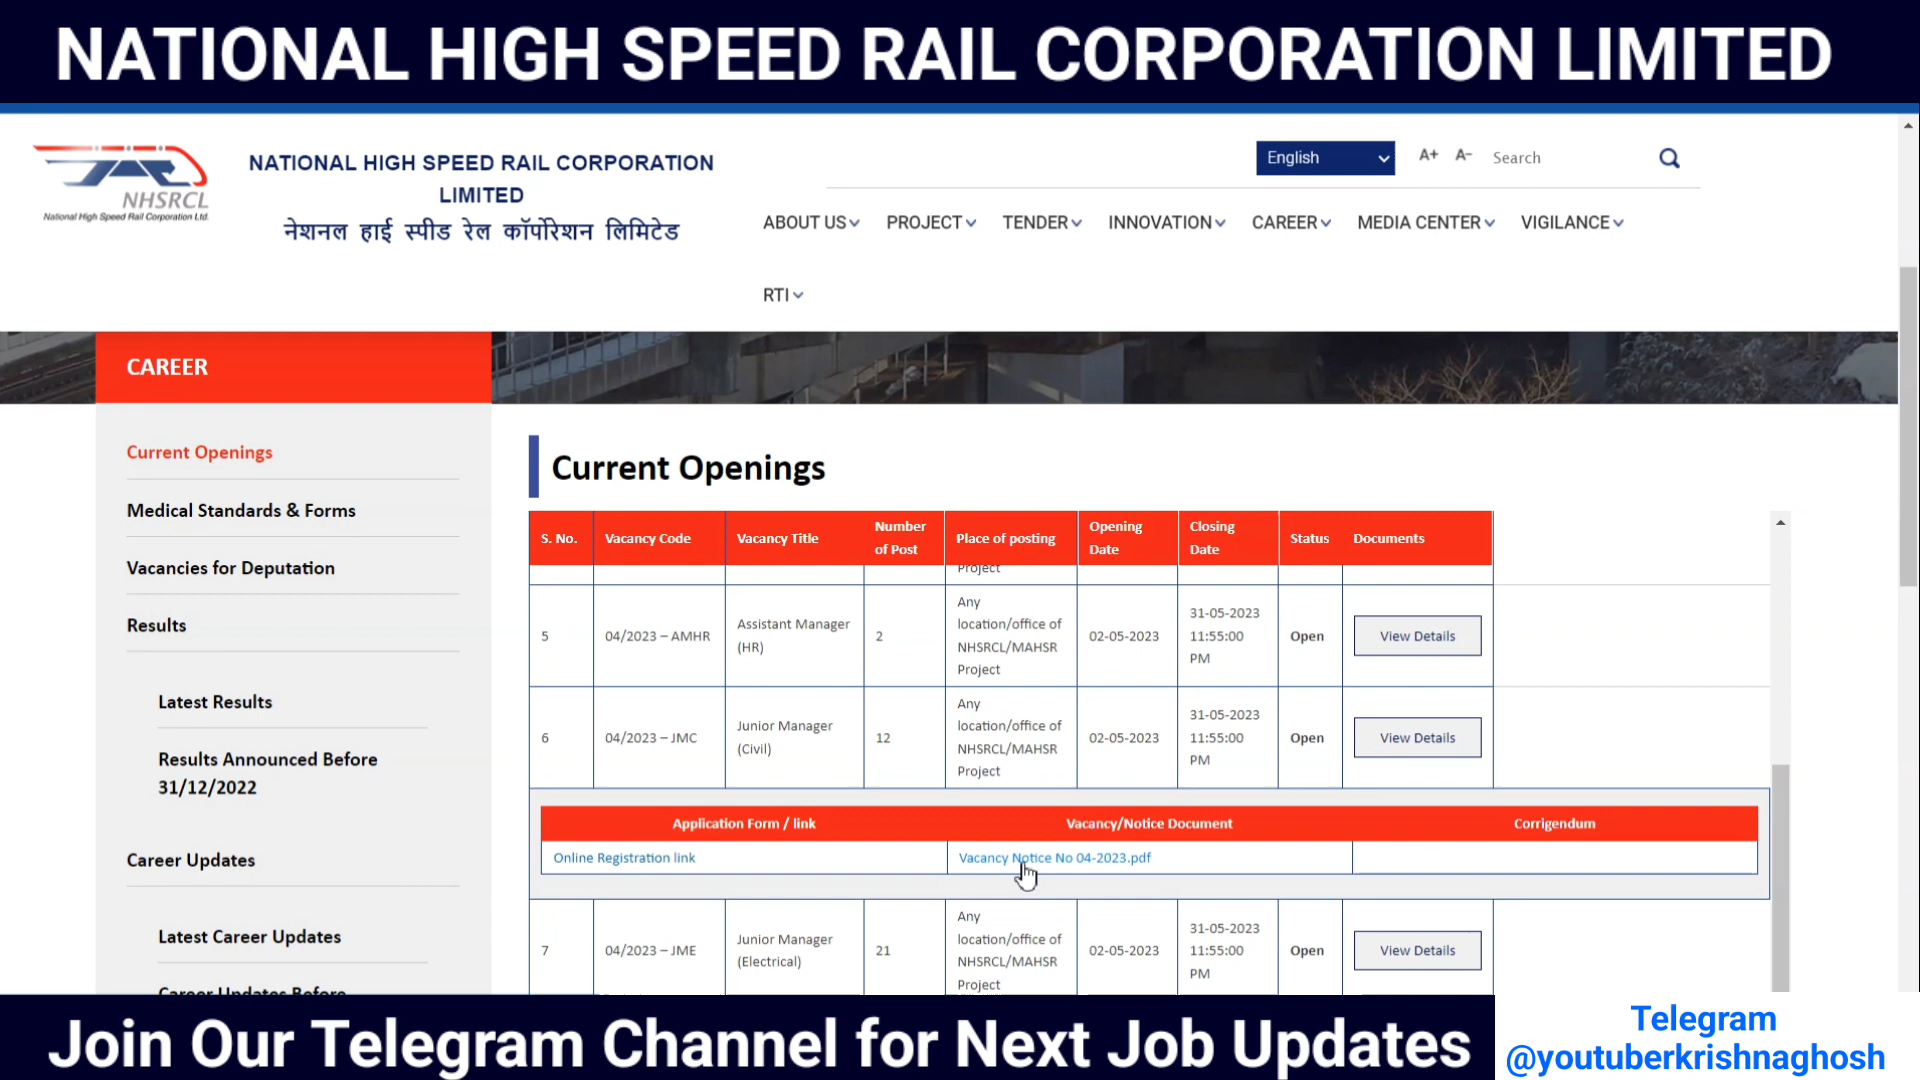 NATIONAL HIGH SPEED RAIL CORPORATION LIMITED
NHSRCL
National High Speed Rail Corporation Ltd.
NATIONAL HIGH SPEED RAIL CORPORATION
LIMITED
नेशनल हाई स्पीड रेल कॉर्पोरेशन लिमिटेड
English
A+ A- Search
ABOUT US PROJECT TENDER INNOVATION CAREER MEDIA CENTER VIGILANCE
RTI
CAREER
Current Openings
Medical Standards & Forms
Vacancies for Deputation
Results
Latest Results
Results Announced Before
31/12/2022
Career Updates
Latest Career Updates
Career Updates Before
Current Openings
S. No. Vacancy Code Vacancy Title Number of Post Place of posting Opening Date Closing Date Status Documents
Project
5 04/2023 – AMHR Assistant Manager (HR) 2 Any location/office of NHSRCL/MAHSR Project 02-05-2023 31-05-2023 11:55:00 PM Open View Details
6 04/2023 – JMC Junior Manager (Civil) 12 Any location/office of NHSRCL/MAHSR Project 02-05-2023 31-05-2023 11:55:00 PM Open View Details
Application Form / link Vacancy/Notice Document Corrigendum
Online Registration link Vacancy Notice No 04-2023.pdf
7 04/2023 – JME Junior Manager (Electrical) 21 Any location/office of NHSRCL/MAHSR Project 02-05-2023 31-05-2023 11:55:00 PM Open View Details
Join Our Telegram Channel for Next Job Updates
Telegram
@youtuberkrishnaghosh